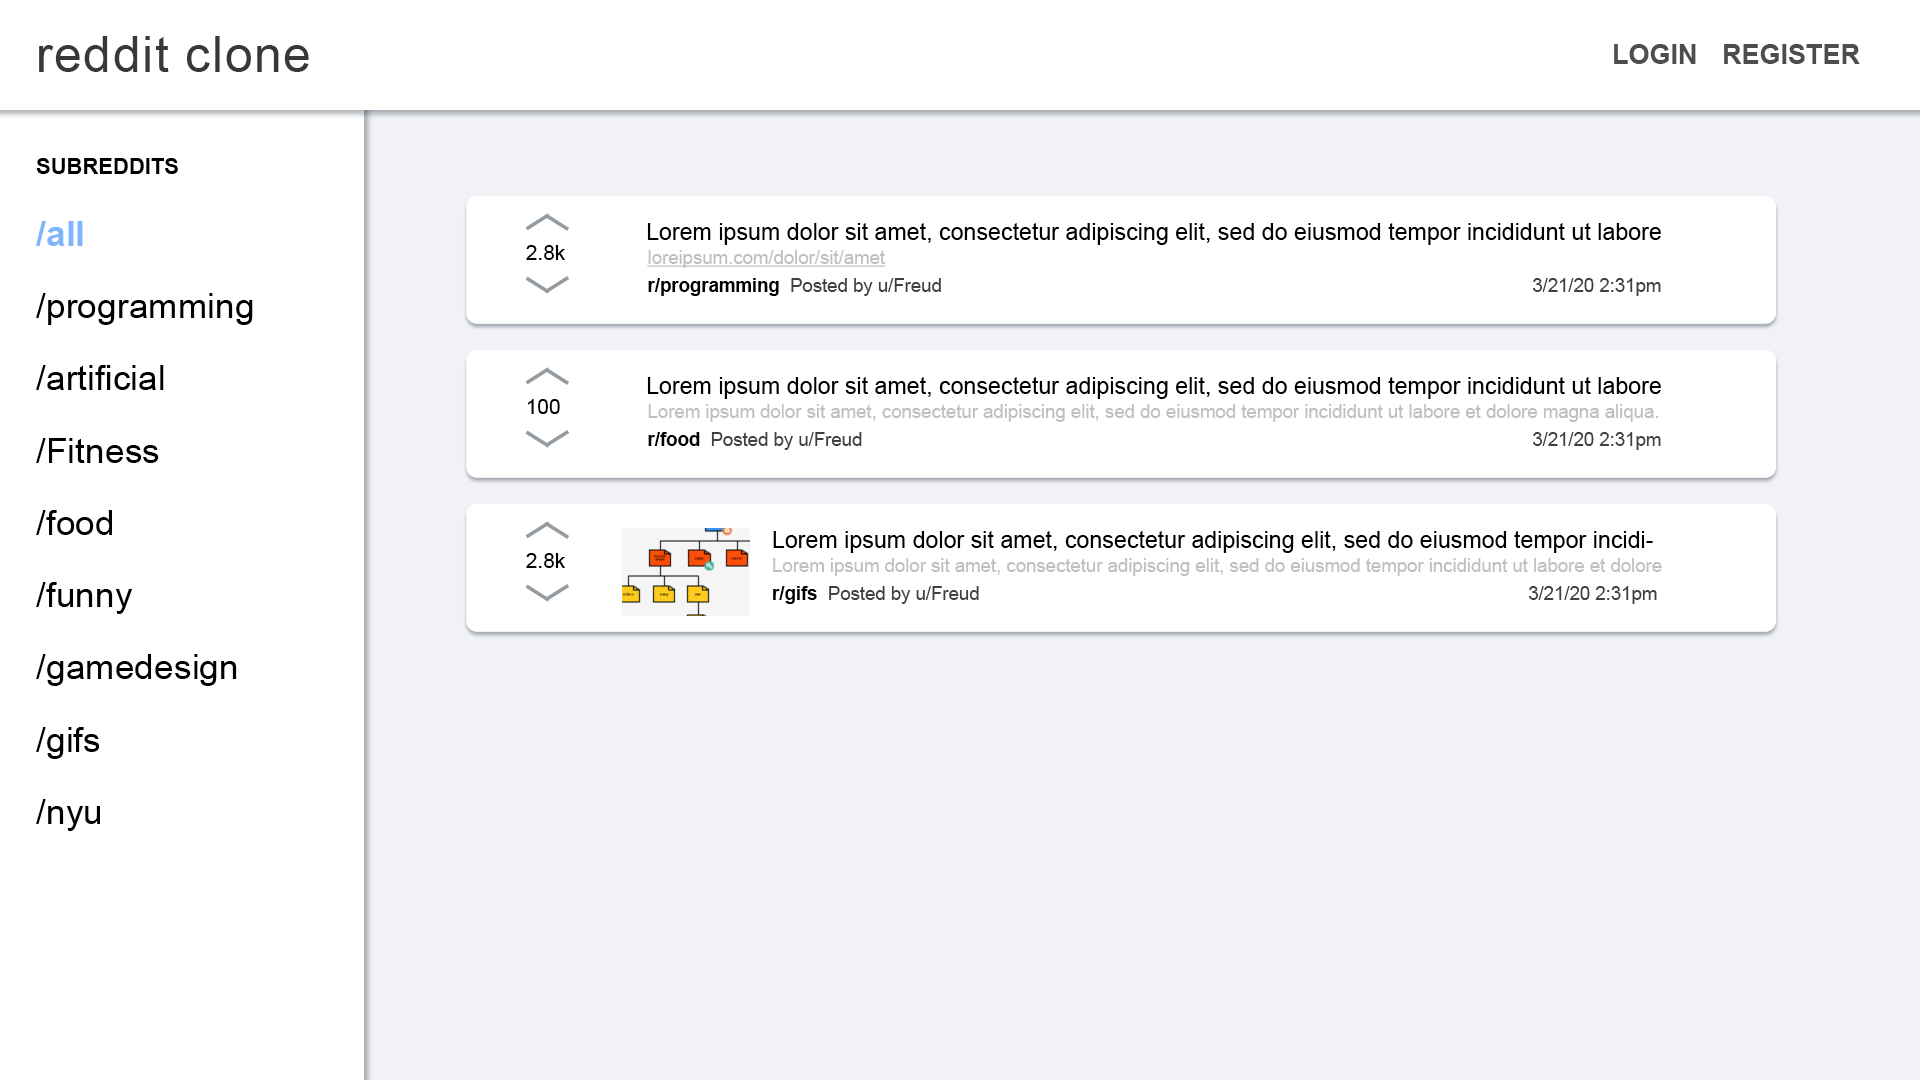 reddit clone
LOGIN REGISTER
SUBREDDITS
/all
/programming
/artificial
/Fitness
/food
/funny
/gamedesign
/gifs
/nyu
2.8k
Lorem ipsum dolor sit amet, consectetur adipiscing elit, sed do eiusmod tempor incididunt ut labore
loreipsum.com/dolor/sit/amet
r/programming Posted by u/Freud 3/21/20 2:31pm
100
Lorem ipsum dolor sit amet, consectetur adipiscing elit, sed do eiusmod tempor incididunt ut labore
Lorem ipsum dolor sit amet, consectetur adipiscing elit, sed do eiusmod tempor incididunt ut labore et dolore magna aliqua.
r/food Posted by u/Freud 3/21/20 2:31pm
2.8k
Lorem ipsum dolor sit amet, consectetur adipiscing elit, sed do eiusmod tempor incidi-
Lorem ipsum dolor sit amet, consectetur adipiscing elit, sed do eiusmod tempor incididunt ut labore et dolore
r/gifs Posted by u/Freud 3/21/20 2:31pm